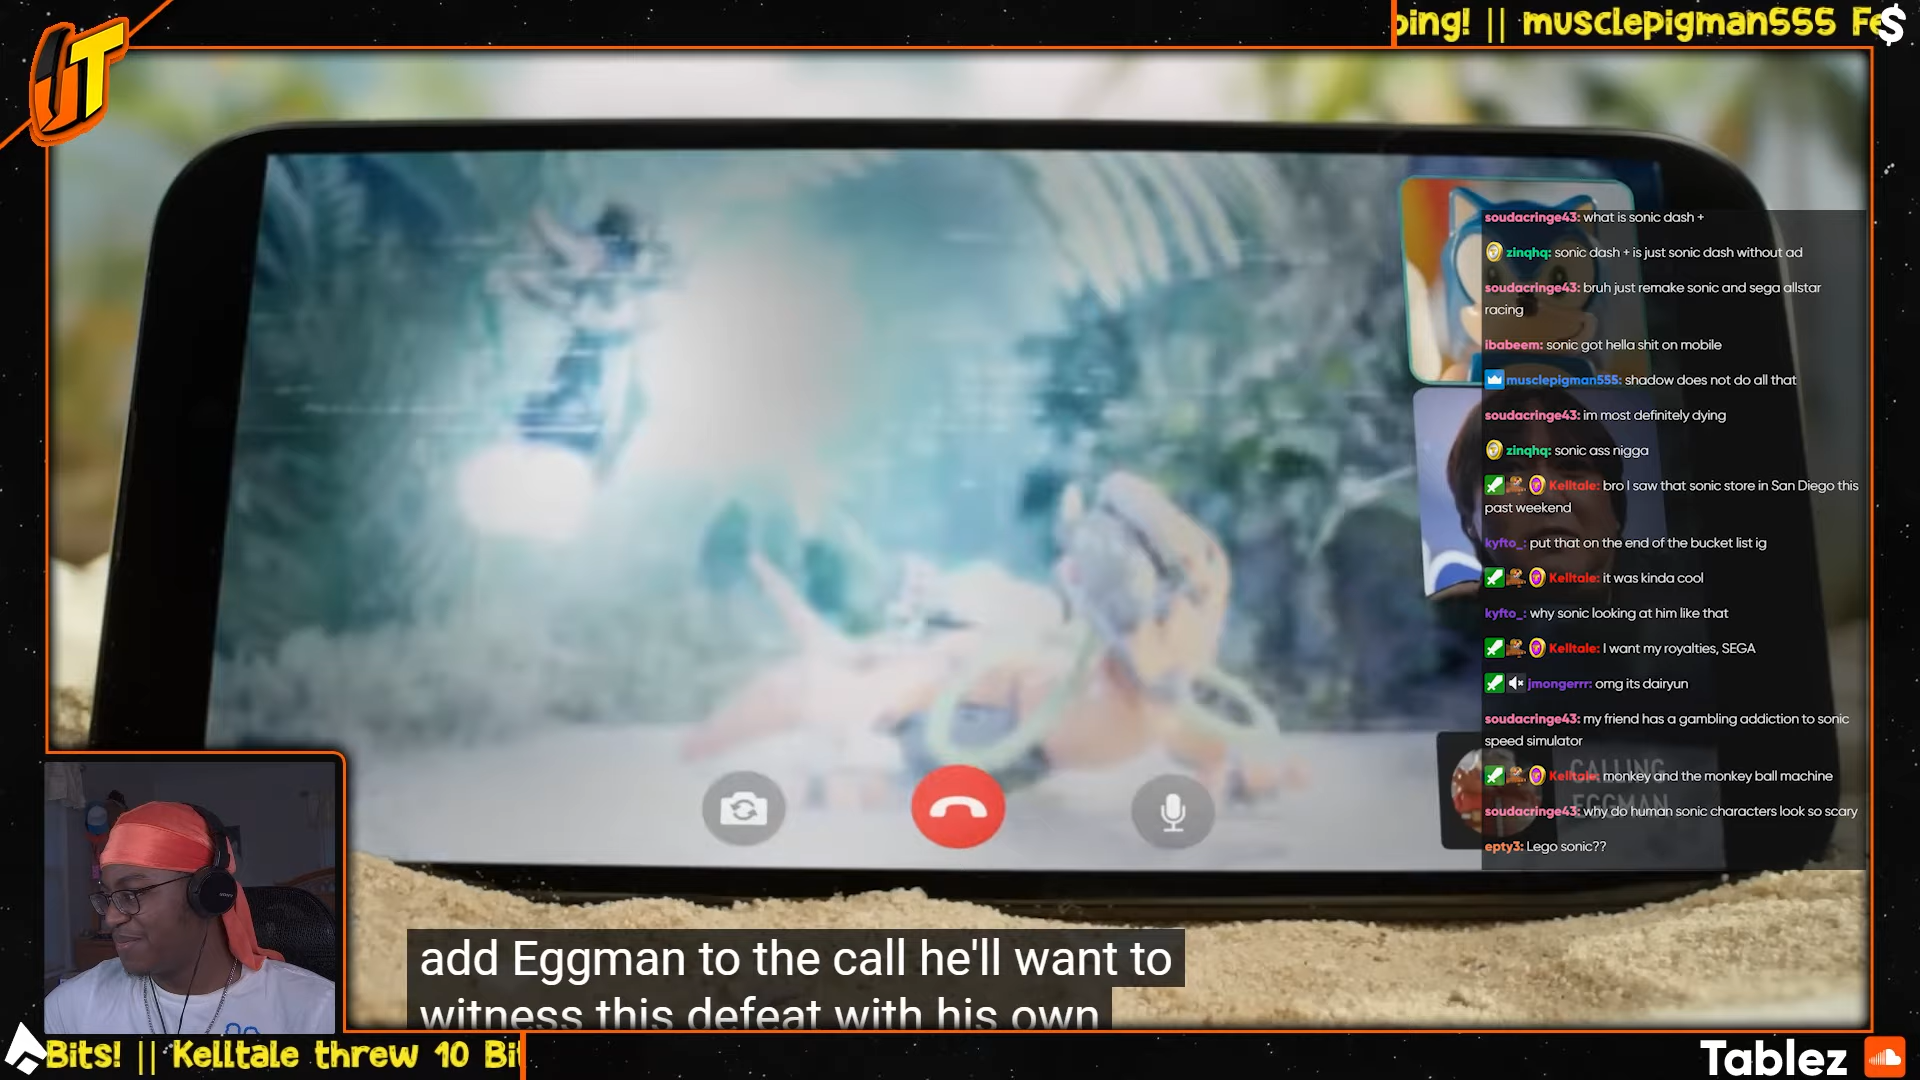 oing! || musclepigman555 Fe
$
JT
soudacringe43: what is sonic dash +
zinqhq: sonic dash + is just sonic dash without ad
soudacringe43: bruh just remake sonic and sega allstar
racing
ibabeem: sonic got hella shit on mobile
musclepigman555: shadow does not do all that
soudacringe43: im most definitely dying
zinqhq: sonic ass nigga
Kelltale: bro I saw that sonic store in San Diego this
past weekend
kyfto_: put that on the end of the bucket list ig
Kelltale: it was kinda cool
kyfto_: why sonic looking at him like that
Kelltale: I want my royalties, SEGA
jmongerrr: omg its dairyun
soudacringe43: my friend has a gambling addiction to sonic
speed simulator
Kelltale: monkey and the monkey ball machine
soudacringe43: why do human sonic characters look so scary
epty3: Lego sonic??
CALLING
EGGMAN
add Eggman to the call he'll want to
witness this defeat with his own
Bits! || Kelltale threw 10 Bit
Tablez